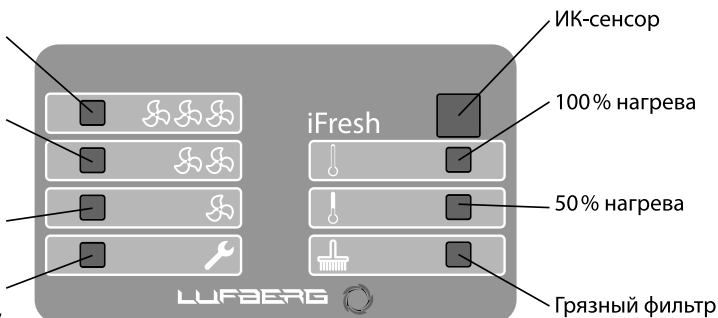 ИК-сенсор
iFresh
100% нагрева
50% нагрева
LUFBERG
Грязный фильтр